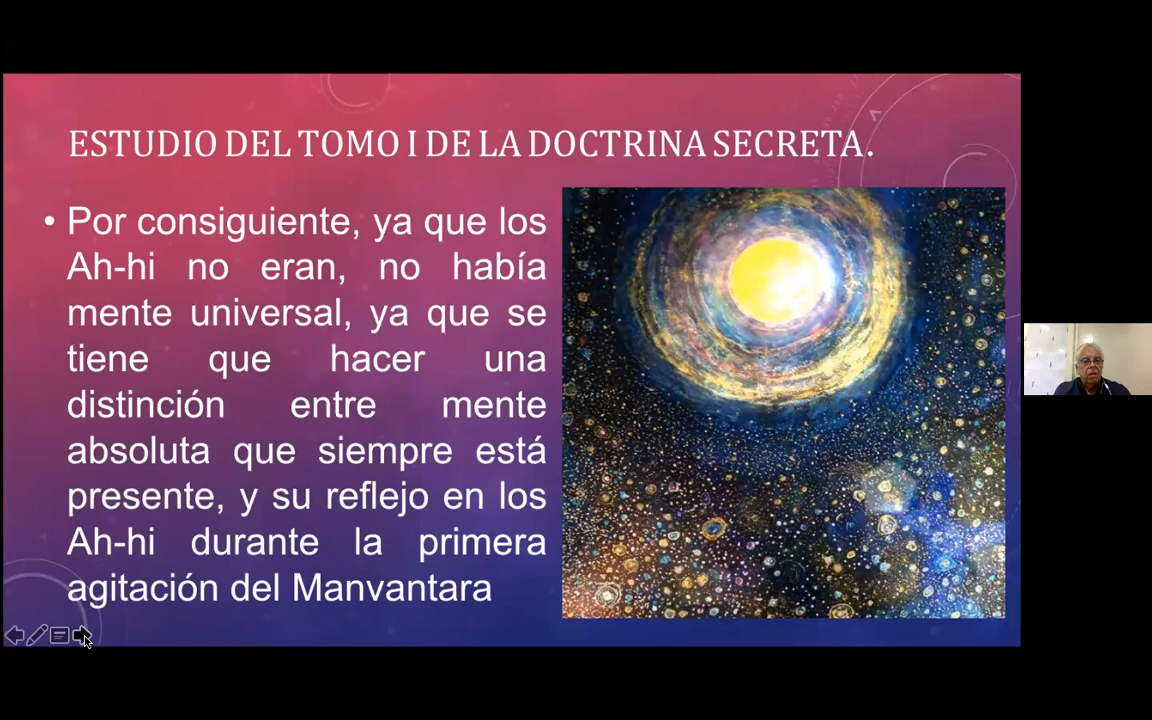 ESTUDIO DEL TOMO I DE LA DOCTRINA SECRETA.
• Por consiguiente, ya que los
Ah-hi no eran, no había
mente universal, ya que se
tiene que hacer una
distinción entre mente
absoluta que siempre está
presente, y su reflejo en los
Ah-hi durante la primera
agitación del Manvantara